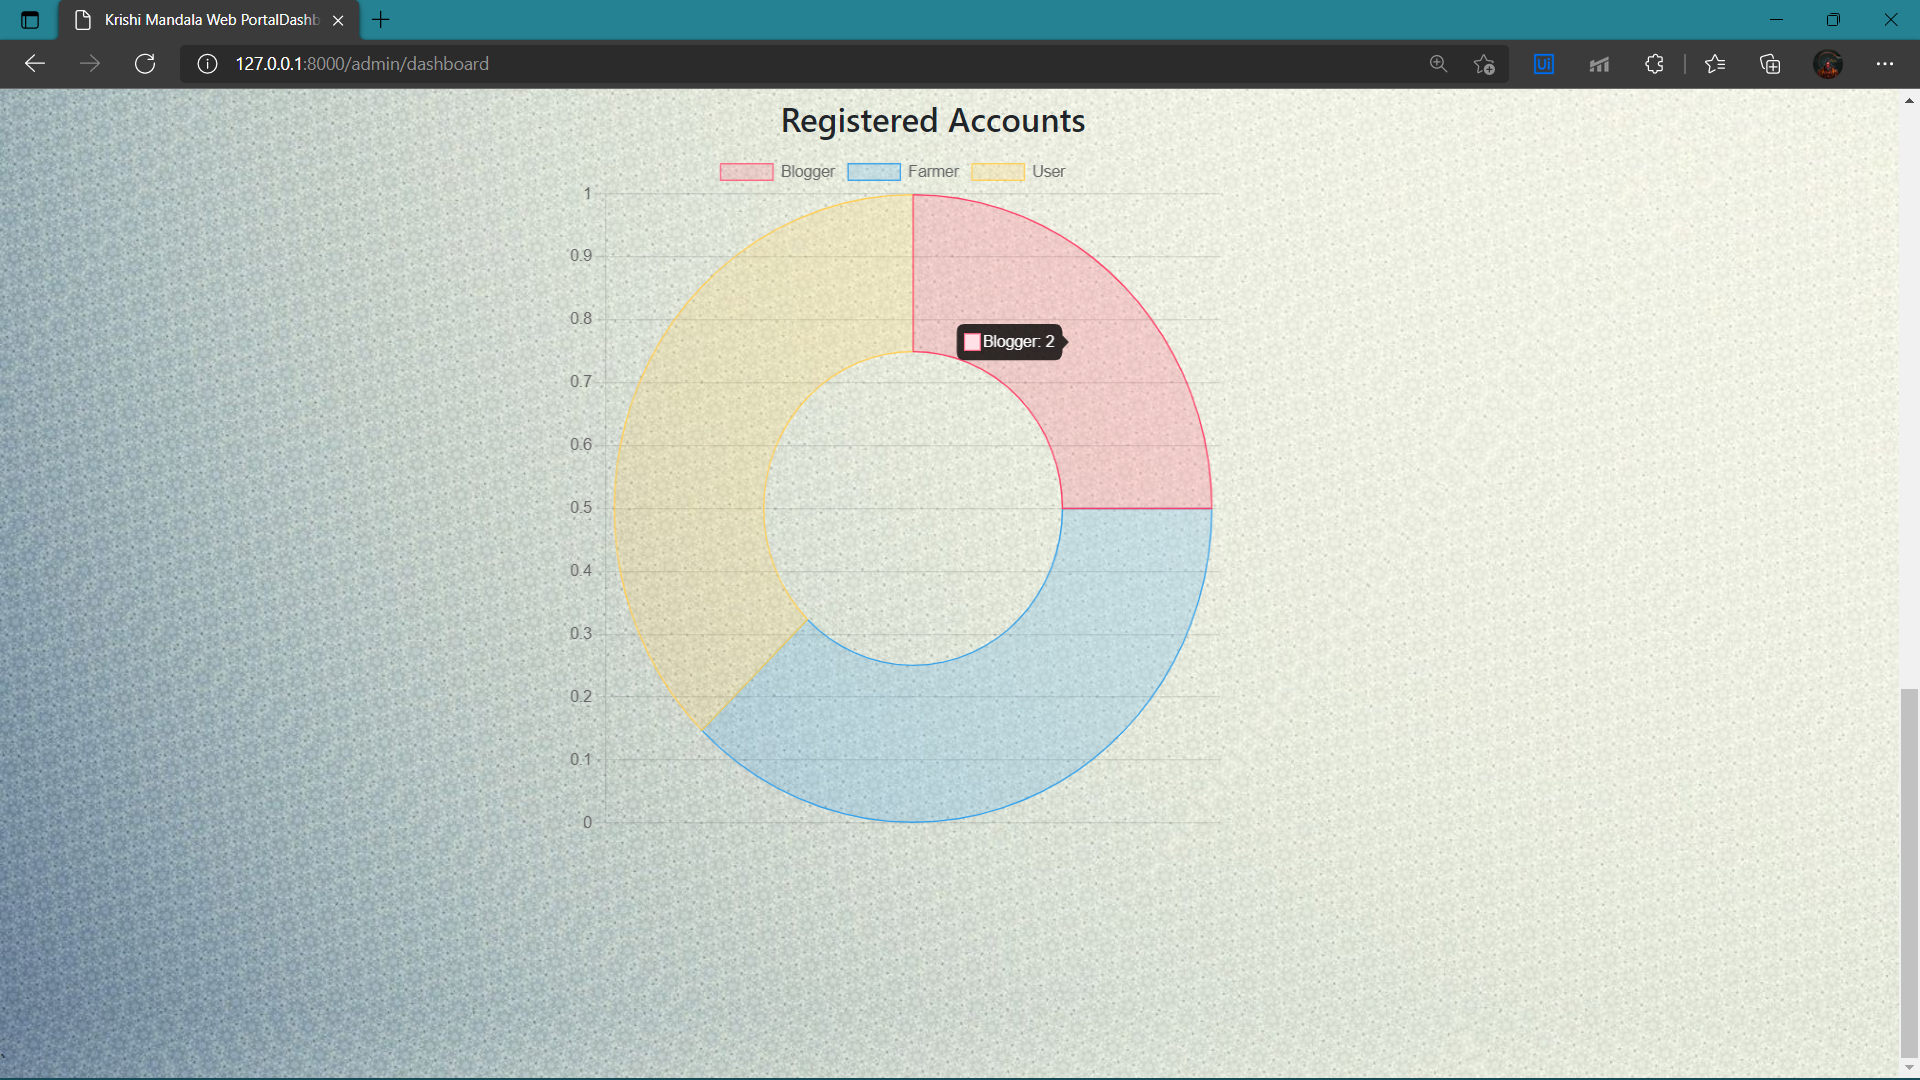 Krishi Mandala Web PortalDashb
127.0.0.1:8000/admin/dashboard
Ui
Registered Accounts
Blogger Farmer User
1
0.9
0.8
Blogger: 2
0.7
0.6
0.5
0.4
0.3
0.2
0.1
0